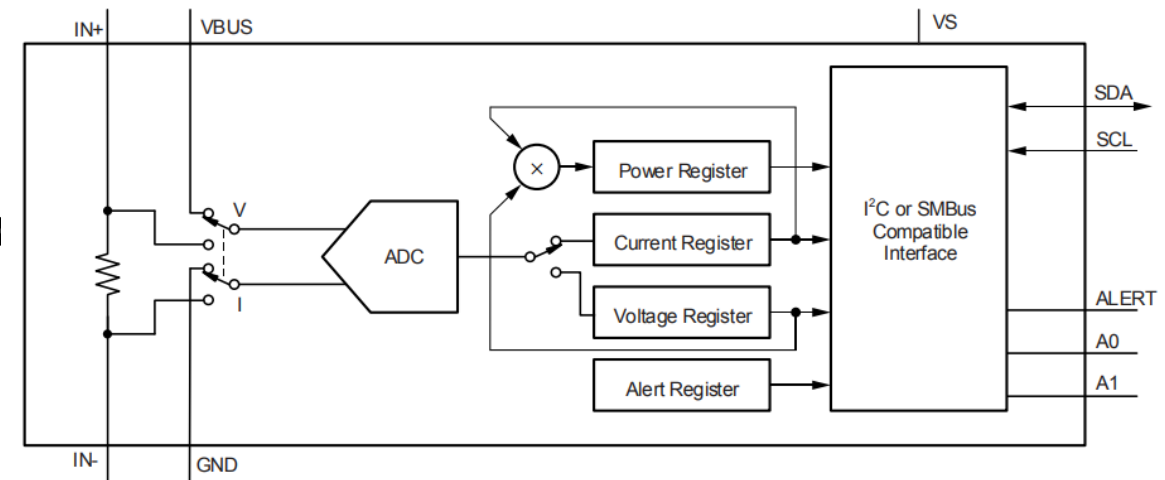 IN+
VBUS
VS
SDA
SCL
V
I
ADC
×
Power Register
Current Register
Voltage Register
Alert Register
I²C or SMBus
Compatible
Interface
ALERT
A0
A1
IN-
GND